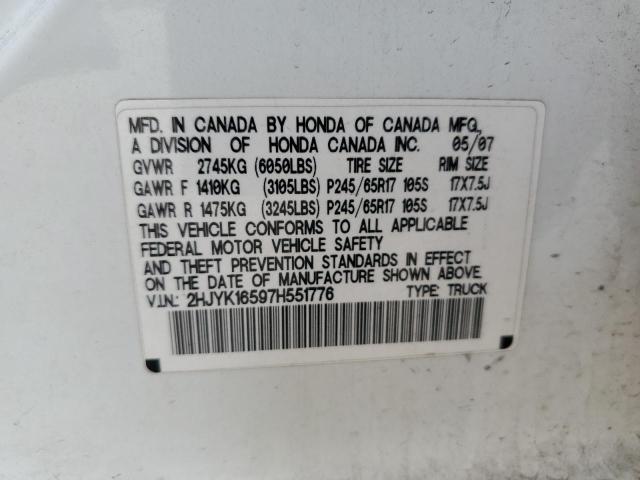 MFD. IN CANADA BY HONDA OF CANADA MFG.,
A DIVISION OF HONDA CANADA INC. 05/07
GVWR 2745KG (6050LBS) TIRE SIZE RIM SIZE
GAWR F 1410KG (3105LBS) P245/65R17 105S 17X7.5J
GAWR R 1475KG (3245LBS) P245/65R17 105S 17X7.5J
THIS VEHICLE CONFORMS TO ALL APPLICABLE
FEDERAL MOTOR VEHICLE SAFETY
AND THEFT PREVENTION STANDARDS IN EFFECT
ON THE DATE OF MANUFACTURE SHOWN ABOVE.
V.I.N.: 2HJYK16597H551776 TYPE: TRUCK